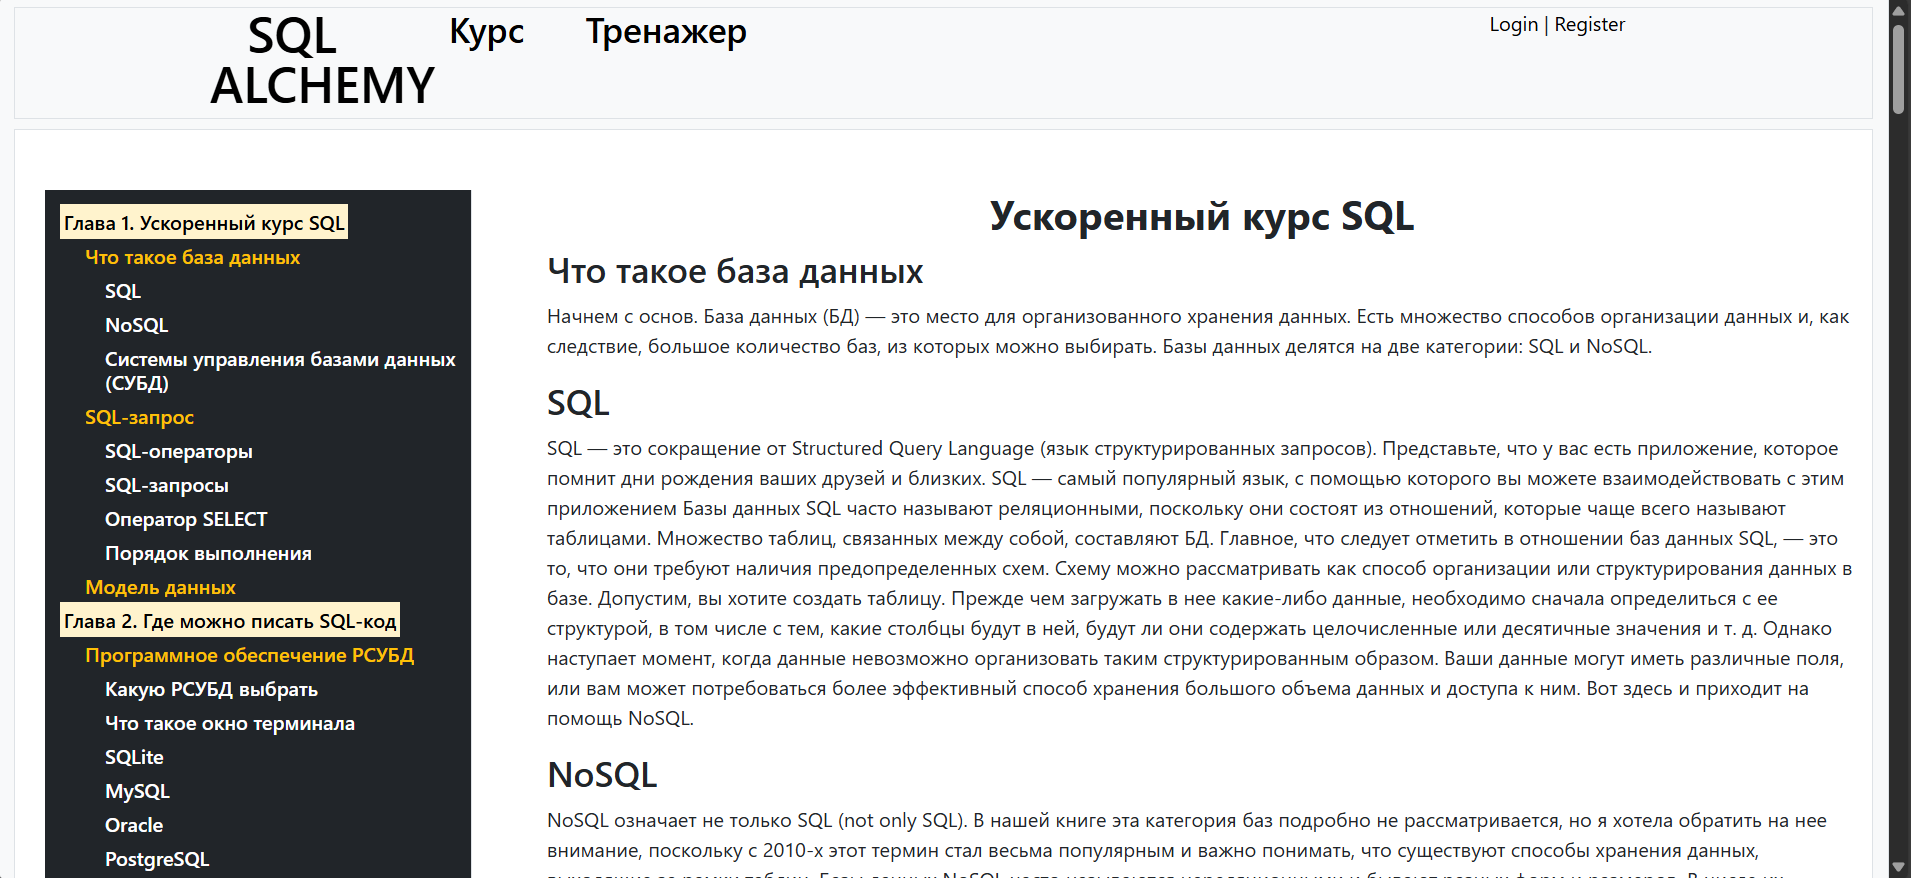 SQL
ALCHEMY
Курс
Тренажер
Login | Register
Глава 1. Ускоренный курс SQL
Что такое база данных
SQL
NoSQL
Системы управления базами данных
(СУБД)
SQL-запрос
SQL-операторы
SQL-запросы
Оператор SELECT
Порядок выполнения
Модель данных
Глава 2. Где можно писать SQL-код
Программное обеспечение РСУБД
Какую РСУБД выбрать
Что такое окно терминала
SQLite
MySQL
Oracle
PostgreSQL
Ускоренный курс SQL
Что такое база данных
Начнем с основ. База данных (БД) — это место для организованного хранения данных. Есть множество способов организации данных и, как
следствие, большое количество баз, из которых можно выбирать. Базы данных делятся на две категории: SQL и NoSQL.
SQL
SQL — это сокращение от Structured Query Language (язык структурированных запросов). Представьте, что у вас есть приложение, которое
помнит дни рождения ваших друзей и близких. SQL — самый популярный язык, с помощью которого вы можете взаимодействовать с этим
приложением Базы данных SQL часто называют реляционными, поскольку они состоят из отношений, которые чаще всего называют
таблицами. Множество таблиц, связанных между собой, составляют БД. Главное, что следует отметить в отношении баз данных SQL, — это
то, что они требуют наличия предопределенных схем. Схему можно рассматривать как способ организации или структурирования данных в
базе. Допустим, вы хотите создать таблицу. Прежде чем загружать в нее какие-либо данные, необходимо сначала определиться с ее
структурой, в том числе с тем, какие столбцы будут в ней, будут ли они содержать целочисленные или десятичные значения и т. д. Однако
наступает момент, когда данные невозможно организовать таким структурированным образом. Ваши данные могут иметь различные поля,
или вам может потребоваться более эффективный способ хранения большого объема данных и доступа к ним. Вот здесь и приходит на
помощь NoSQL.
NoSQL
NoSQL означает не только SQL (not only SQL). В нашей книге эта категория баз подробно не рассматривается, но я хотела обратить на нее
внимание, поскольку с 2010-х этот термин стал весьма популярным и важно понимать, что существуют способы хранения данных,